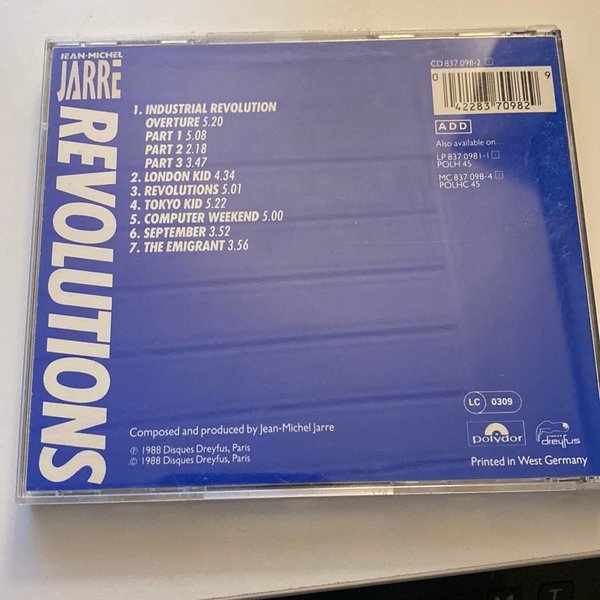 JEAN-MICHEL
JARRE
REVOLUTIONS
1. INDUSTRIAL REVOLUTION
OVERTURE 5.20
PART 1 5.08
PART 2 2.18
PART 3 3.47
2. LONDON KID 4.34
3. REVOLUTIONS 5.01
4. TOKYO KID 5.22
5. COMPUTER WEEKEND 5.00
6. SEPTEMBER 3.52
7. THE EMIGRANT 3.56
Composed and produced by Jean-Michel Jarre
℗ 1988 Disques Dreyfus, Paris
© 1988 Disques Dreyfus, Paris
CD 837 098-2
0 42283 70982 9
ADD
Also available on
LP 837 0981-1
POLH 45
MC 837 098-4
POLHC 45
LC 0309
polydor
dreyfus
Printed in West Germany
T